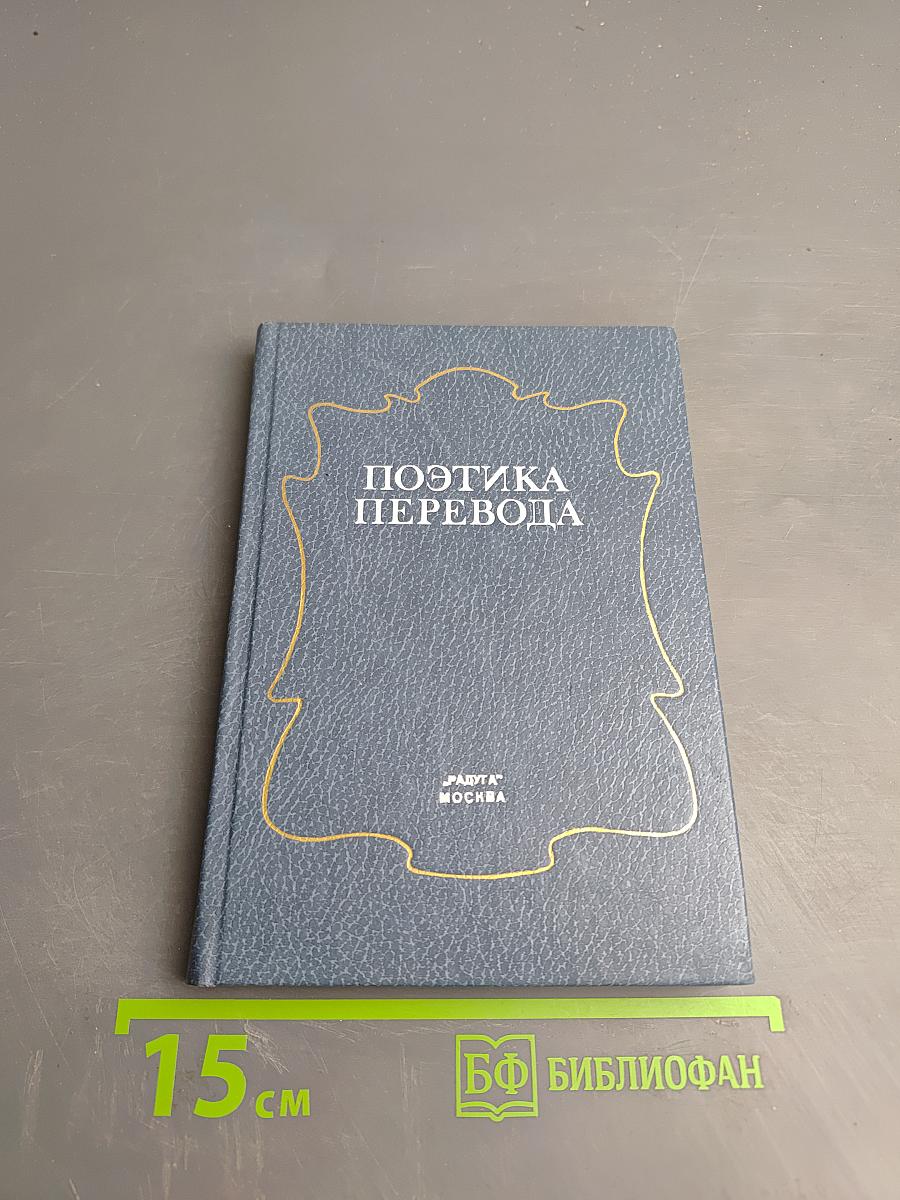 ПОЭТИКА
ПЕРЕВОДА
„РАДУГА"
МОСКВА
15 см
БФ БИБЛИОФАН